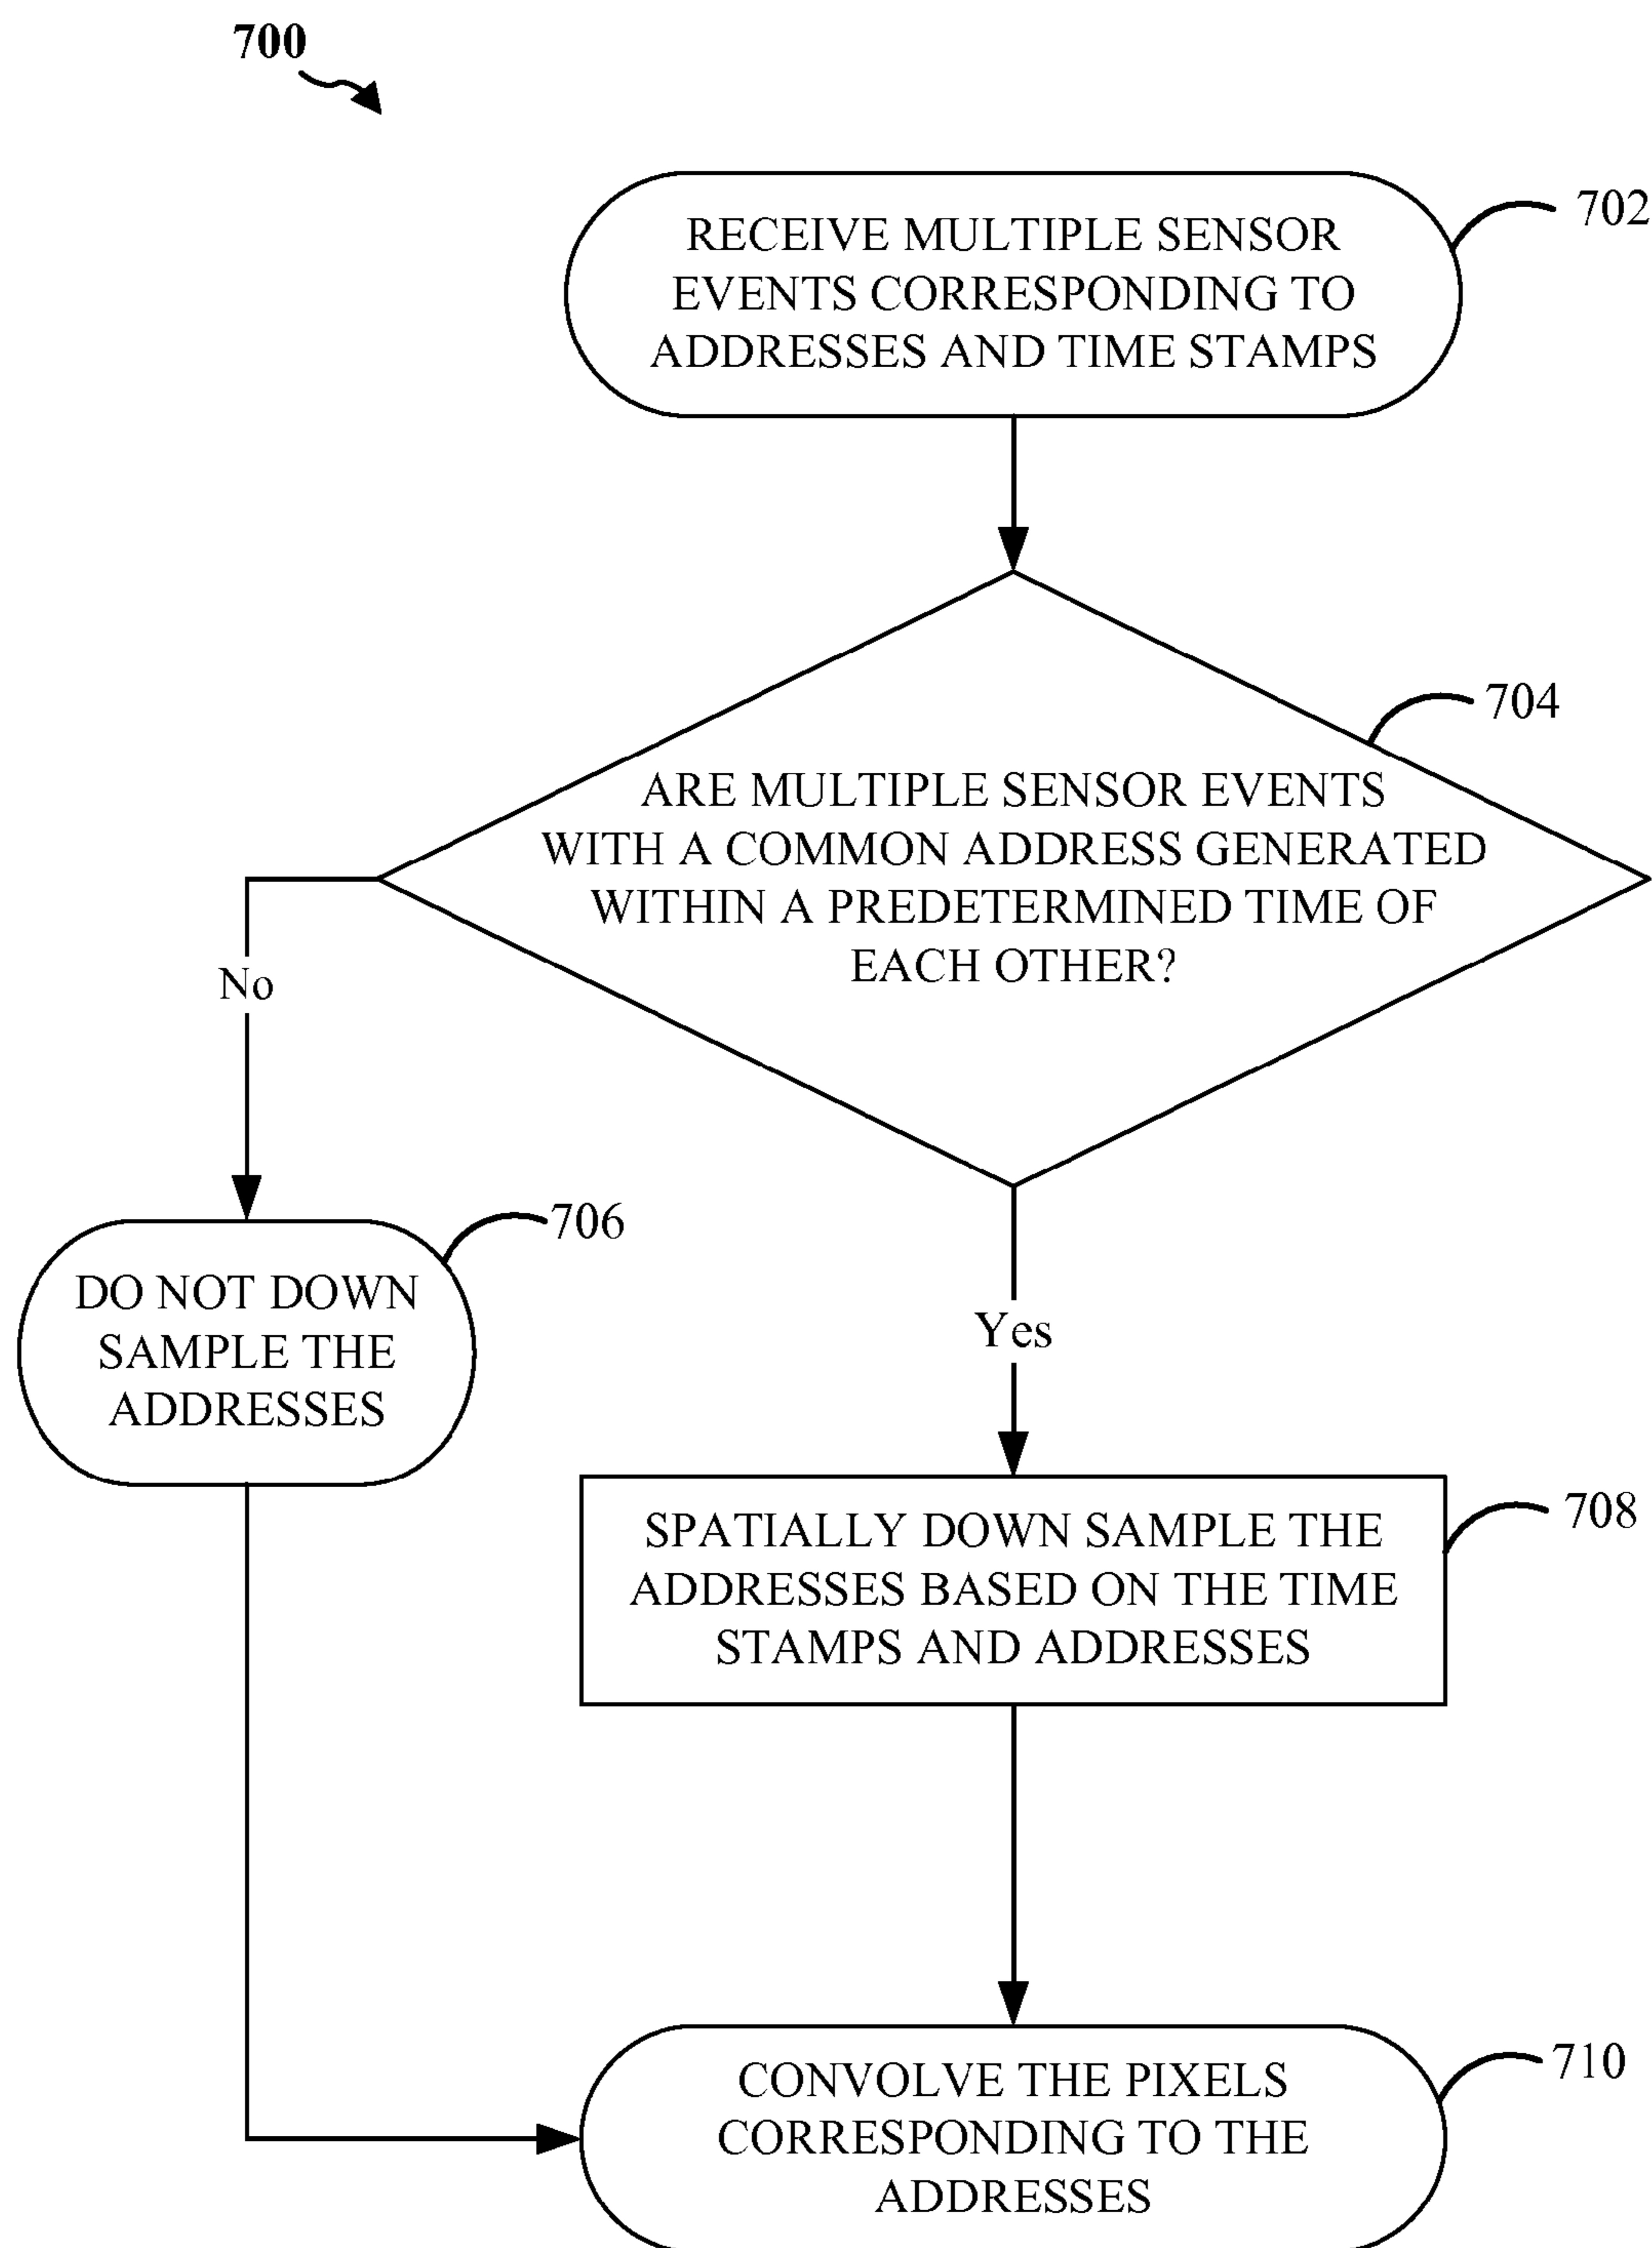 700
RECEIVE MULTIPLE SENSOR
EVENTS CORRESPONDING TO
ADDRESSES AND TIME STAMPS
702
704
ARE MULTIPLE SENSOR EVENTS
WITH A COMMON ADDRESS GENERATED
WITHIN A PREDETERMINED TIME OF
EACH OTHER?
No
706
DO NOT DOWN
SAMPLE THE
ADDRESSES
Yes
708
SPATIALLY DOWN SAMPLE THE
ADDRESSES BASED ON THE TIME
STAMPS AND ADDRESSES
710
CONVOLVE THE PIXELS
CORRESPONDING TO THE
ADDRESSES